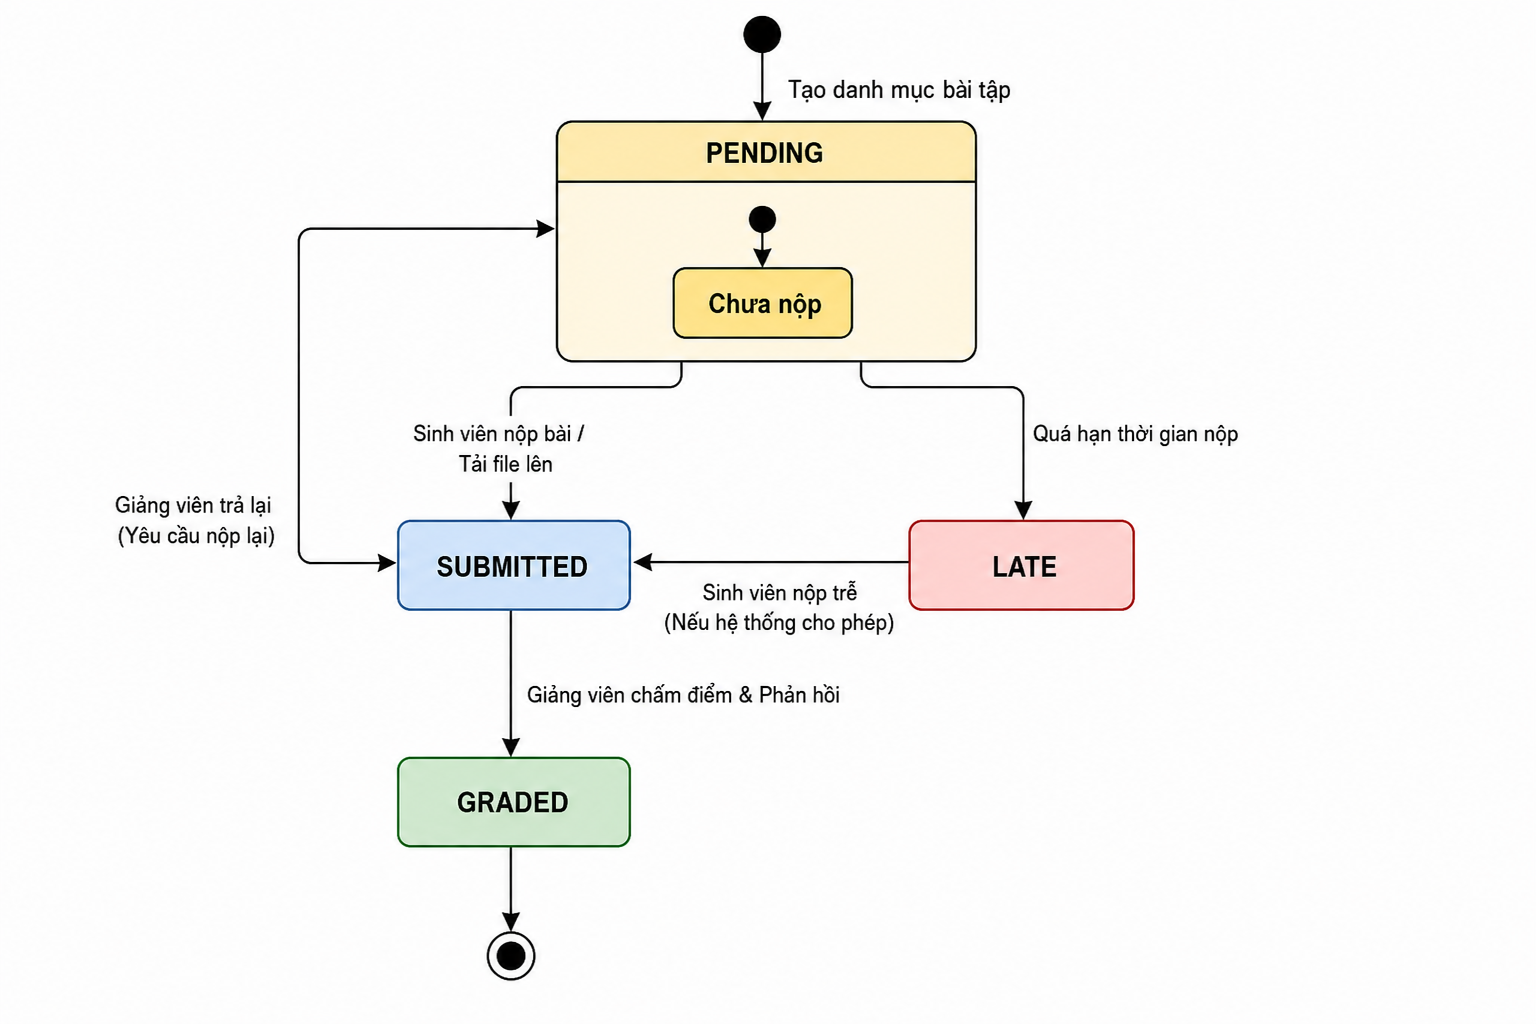 Tạo danh mục bài tập
PENDING
Chưa nộp
Sinh viên nộp bài /
Tải file lên
Quá hạn thời gian nộp
Giảng viên trả lại
(Yêu cầu nộp lại)
SUBMITTED
LATE
Sinh viên nộp trễ
(Nếu hệ thống cho phép)
Giảng viên chấm điểm & Phản hồi
GRADED